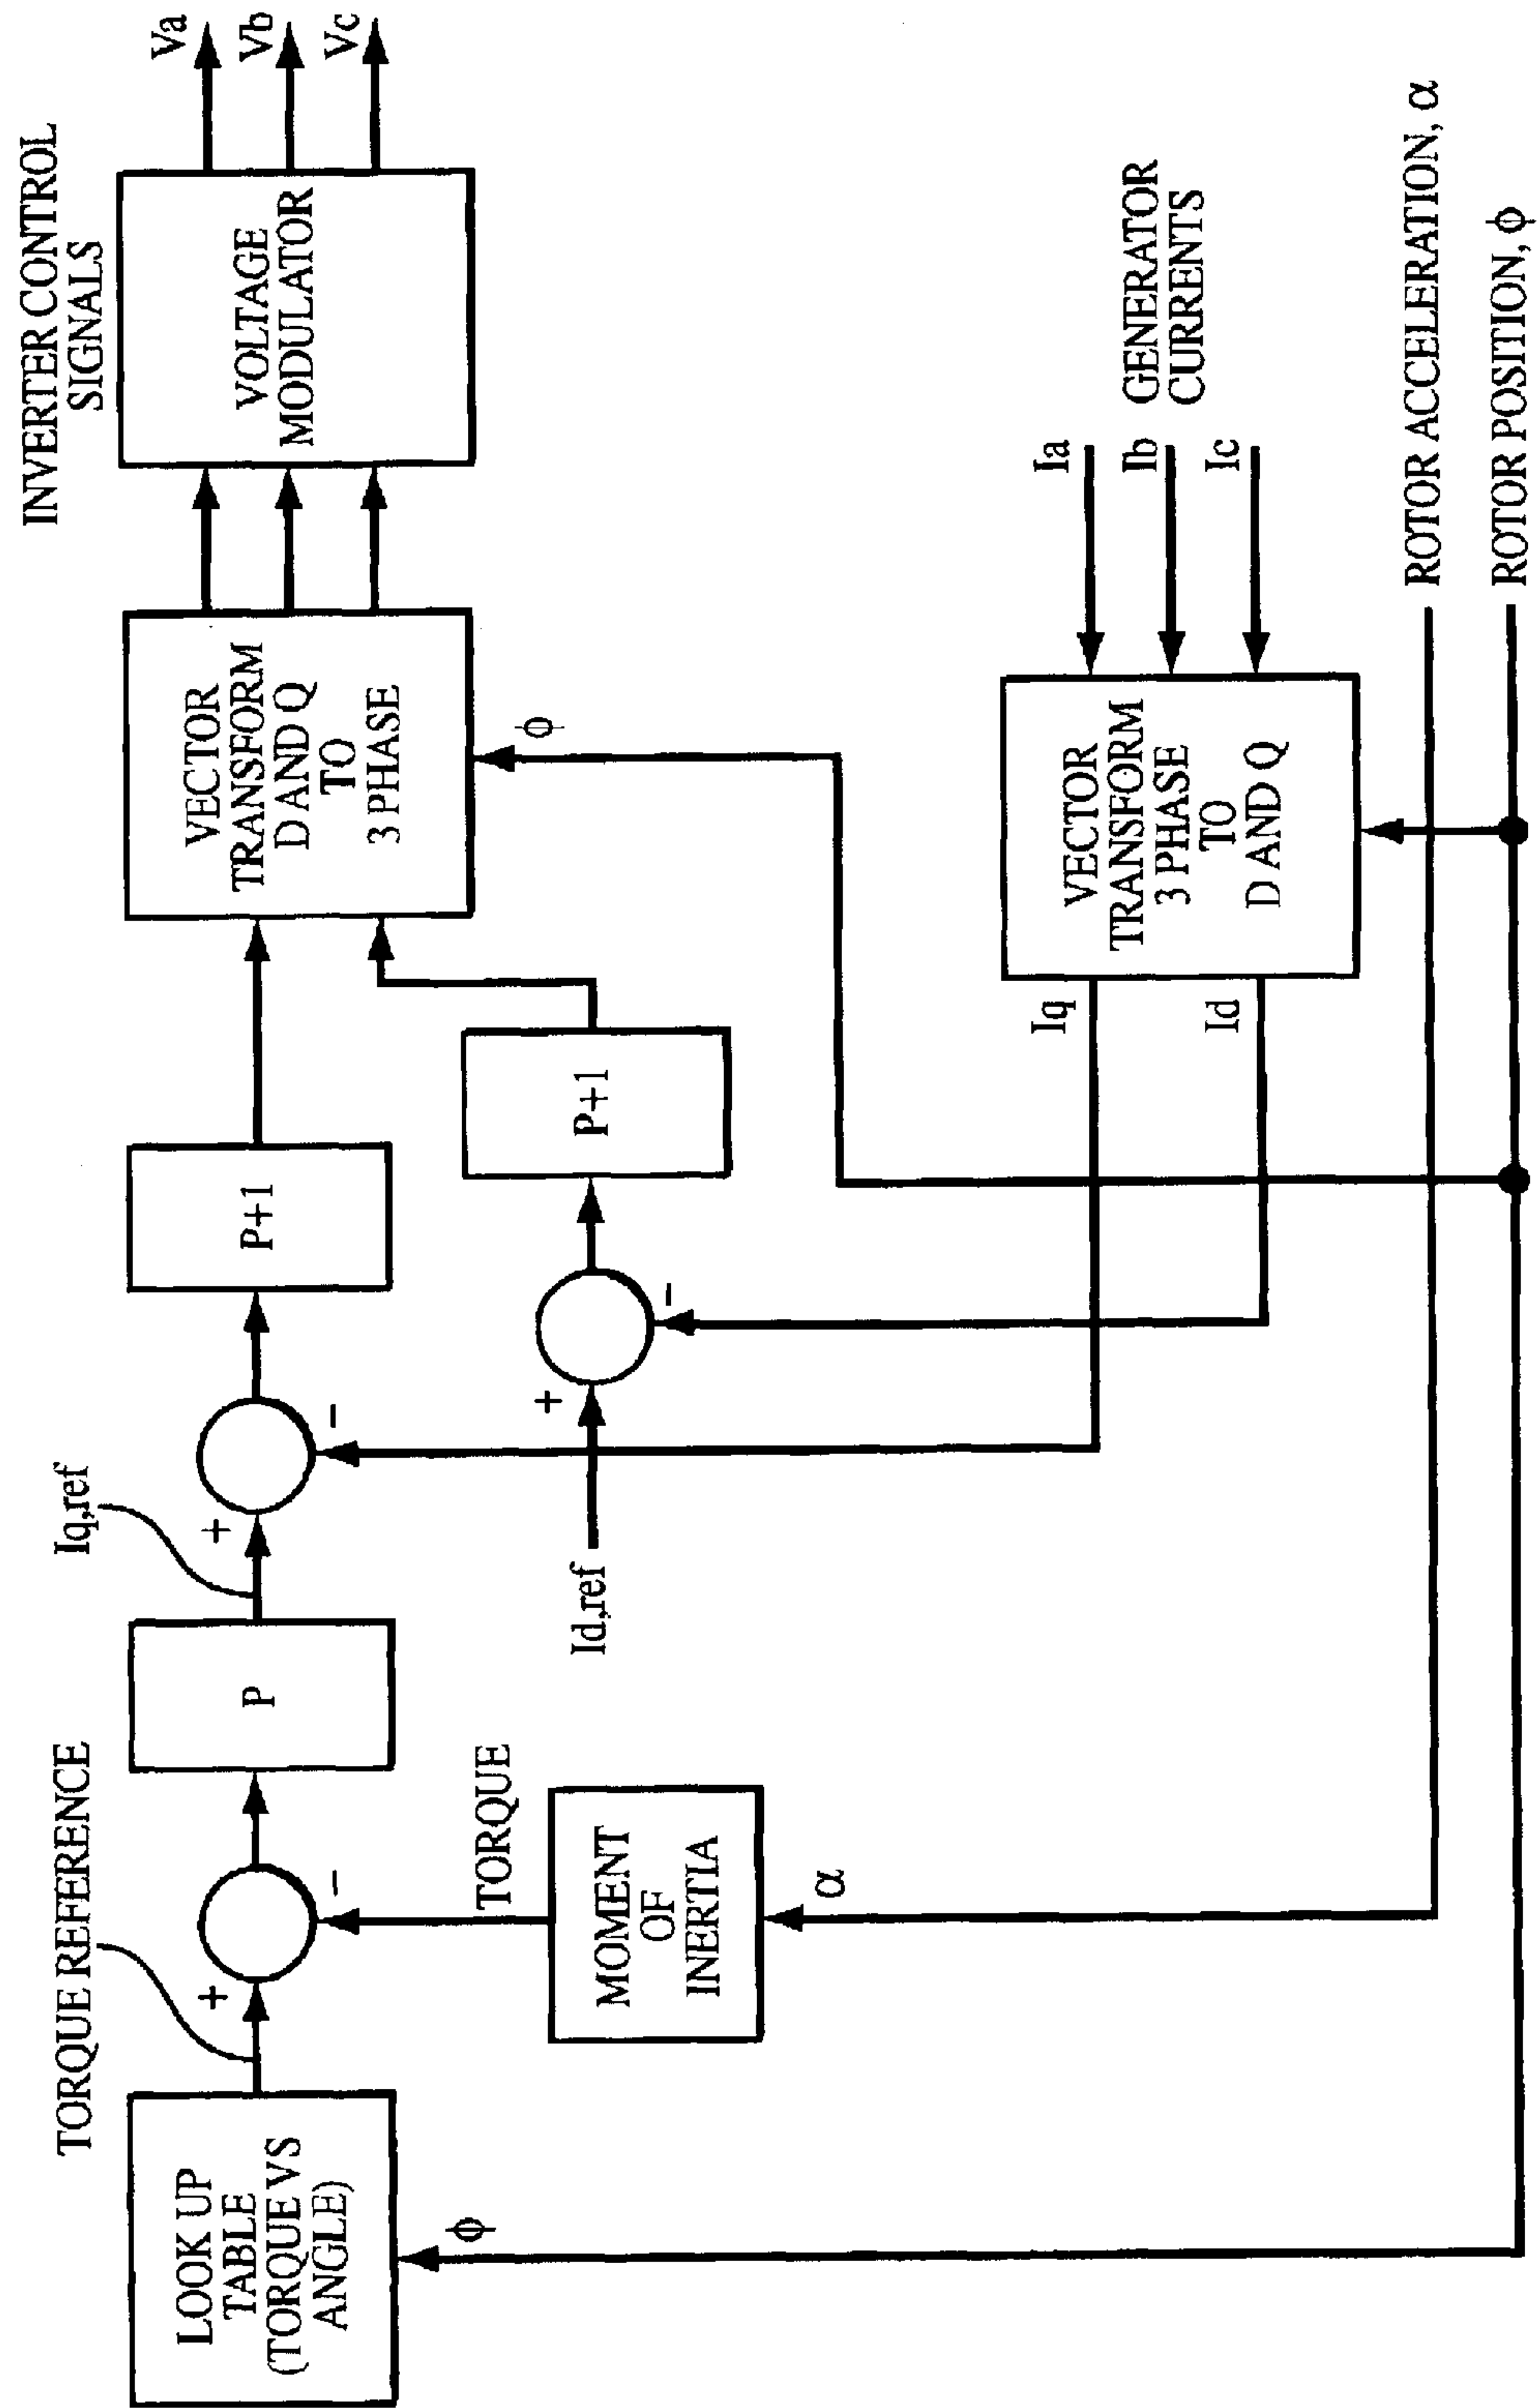 INVERTER CONTROL
SIGNALS
TORQUE REFERENCE
Iq,ref
Va
Vb
Vc
LOOK UP
TABLE
(TORQUE VS
ANGLE)
+
-
P
+
-
P+1
VECTOR
TRANSFORM
D AND Q
TO
3 PHASE
VOLTAGE
MODULATOR
ϕ
TORQUE
Id,ref
+
-
P+1
ϕ
MOMENT
OF
INERTIA
α
Iq
Id
VECTOR
TRANSFORM
3 PHASE
TO
D AND Q
Ia
Ib
Ic
GENERATOR
CURRENTS
ROTOR ACCELERATION, α
ROTOR POSITION, ϕ